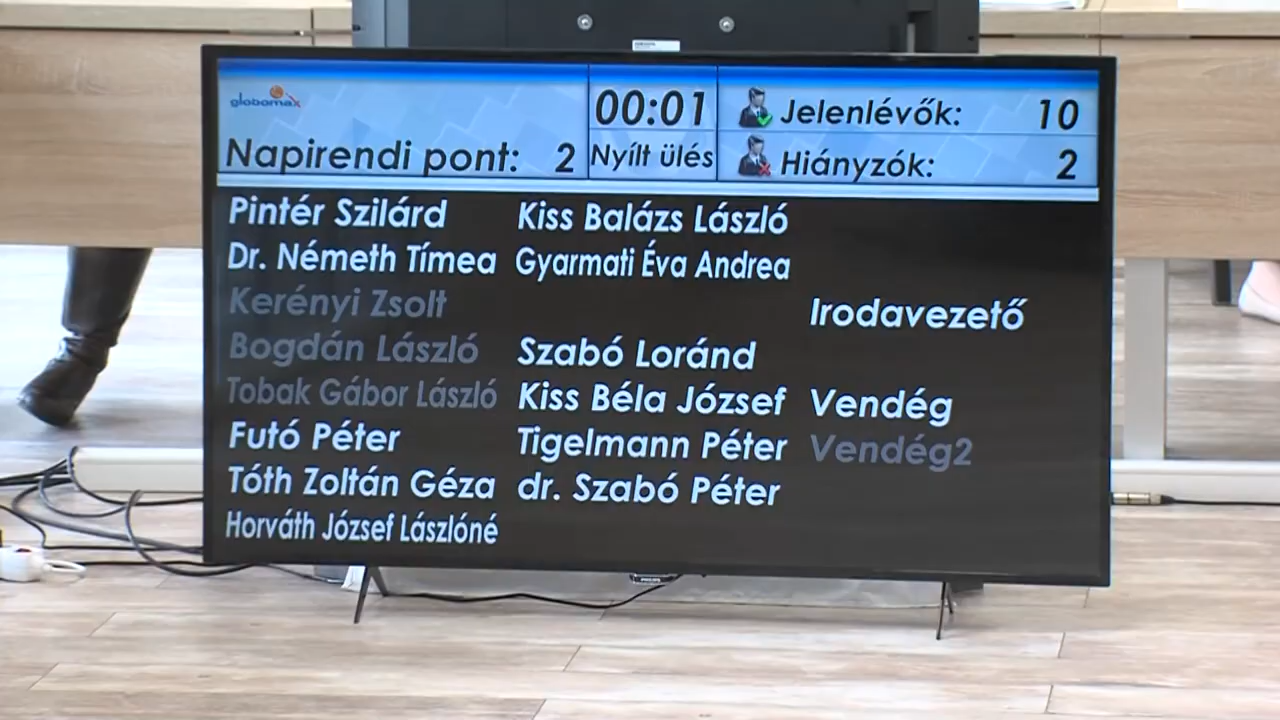 globomax
Napirendi pont: 2
00:01
Nyílt ülés
Jelenlévők: 10
Hiányzók: 2
Pintér Szilárd
Dr. Németh Tímea
Kerényi Zsolt
Bogdán László
Tobak Gábor László
Futó Péter
Tóth Zoltán Géza
Horváth József Lászlóné
Kiss Balázs László
Gyarmati Éva Andrea
Szabó Loránd
Kiss Béla József
Tigelmann Péter
dr. Szabó Péter
Irodavezető
Vendég
Vendég2
PHILIPS